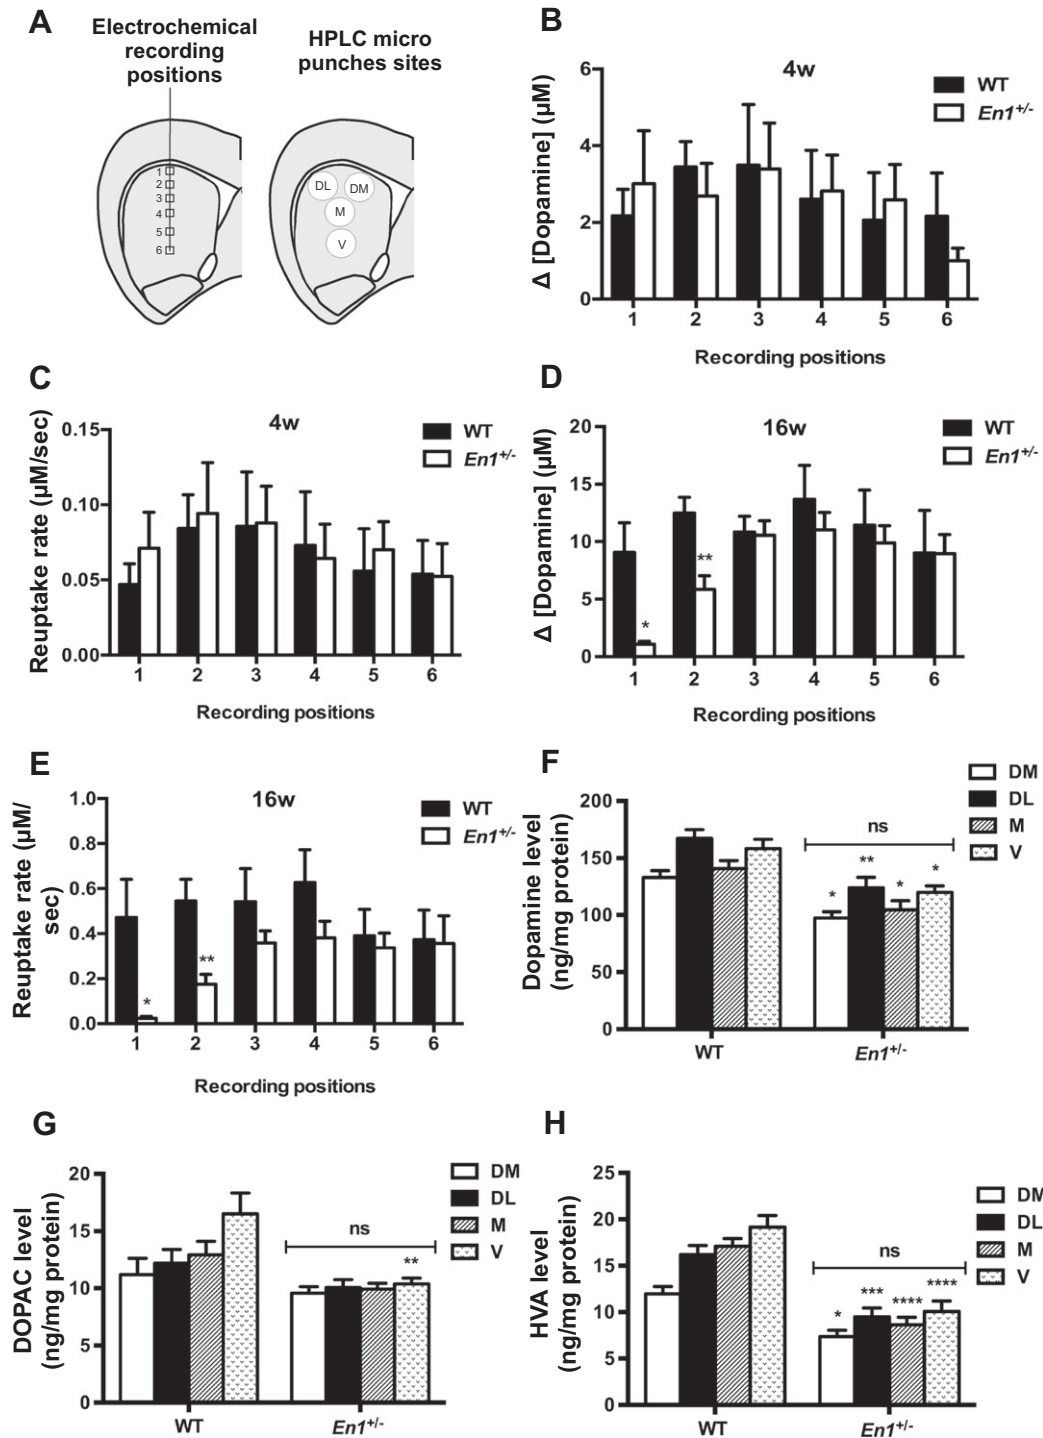 A
Electrochemical
recording
positions
HPLC micro
punches sites
1
2
3
4
5
6
DL
DM
M
V
B
4w
WT
En1+/-
Δ [Dopamine] (μM)
6
4
2
0
1 2 3 4 5 6
Recording positions
C
4w
WT
En1+/-
Reuptake rate (μM/sec)
0.15
0.10
0.05
0.00
1 2 3 4 5 6
Recording positions
D
16w
WT
En1+/-
Δ [Dopamine] (μM)
20
15
10
5
0
*
**
1 2 3 4 5 6
Recording positions
E
16w
WT
En1+/-
Reuptake rate (μM/
sec)
1.0
0.8
0.6
0.4
0.2
0.0
*
**
1 2 3 4 5 6
Recording positions
F
DM
DL
M
V
Dopamine level
(ng/mg protein)
200
150
100
50
0
ns
* ** * *
WT En1+/-
G
DM
DL
M
V
DOPAC level
(ng/mg protein)
20
15
10
5
0
ns
**
WT En1+/-
H
DM
DL
M
V
HVA level
(ng/mg protein)
25
20
15
10
5
0
ns
* *** **** ****
WT En1+/-